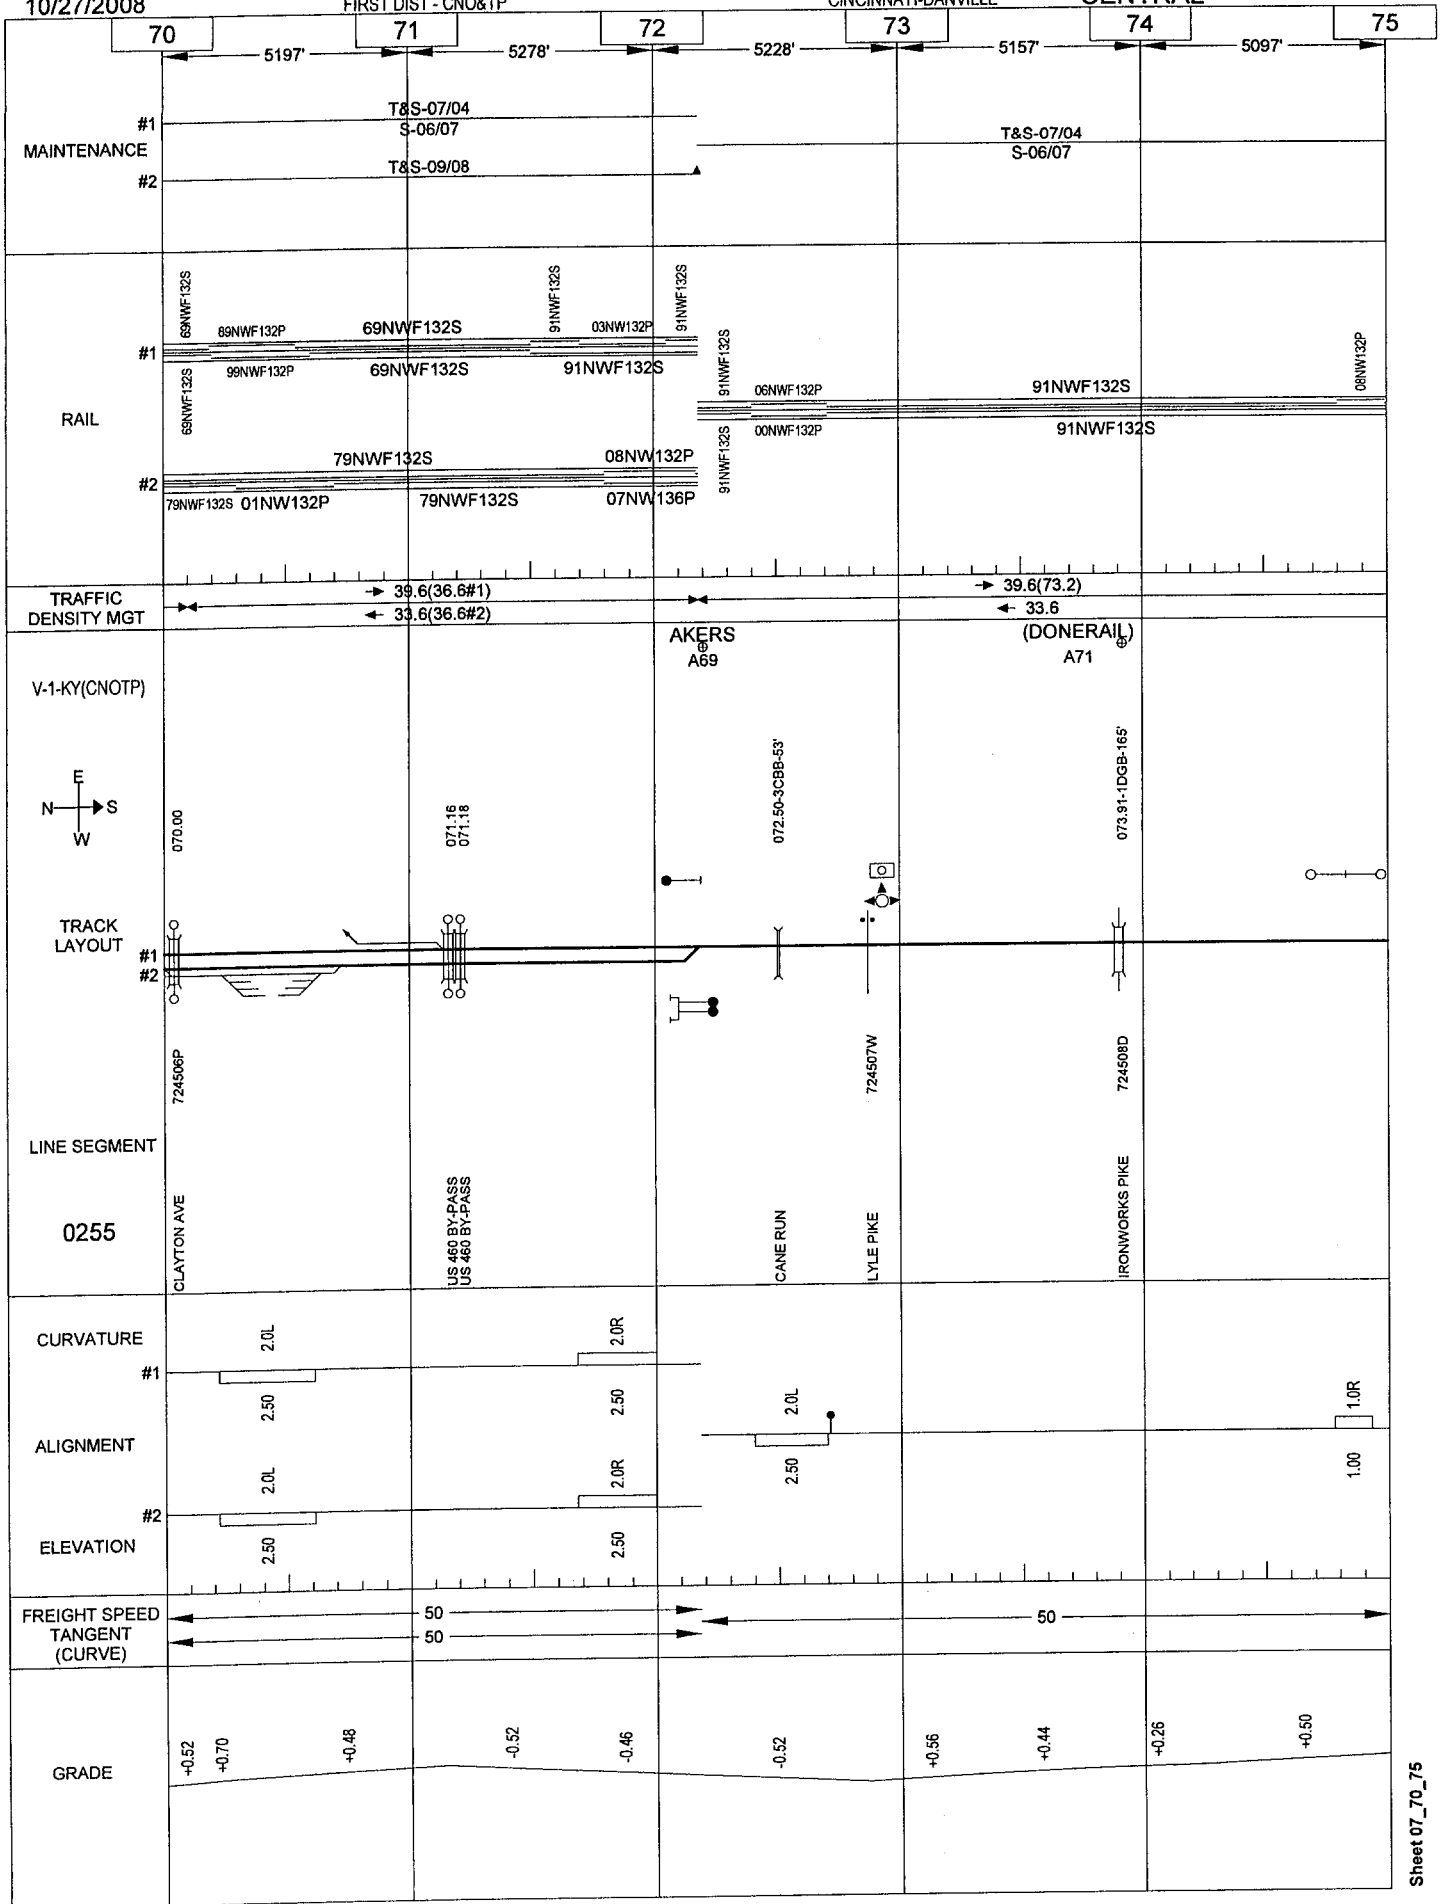 10/27/2008 FIRST DIST - CNO&TP CINCINNATI-DANVILLE CENTRAL
70 71 72 73 74 75
5197' 5278' 5228' 5157' 5097'
MAINTENANCE
#1
T&S-07/04
S-06/07
#2
T&S-09/08
T&S-07/04
S-06/07
RAIL
69NWF132S
89NWF132P
69NWF132S
91NWF132S
03NW132P
91NWF132S
#1
69NWF132S
99NWF132P
69NWF132S
91NWF132S
91NWF132S
06NWF132P
91NWF132S
08NW132P
91NWF132S
00NWF132P
91NWF132S
79NWF132S
08NW132P
#2
79NWF132S
01NW132P
79NWF132S
07NW136P
TRAFFIC
DENSITY MGT
39.6(36.6#1)
33.6(36.6#2)
39.6(73.2)
33.6
AKERS
A69
(DONERAIL)
A71
V-1-KY(CNOTP)
E
N S
W
070.00
071.16
071.18
072.50-3CBB-53'
073.91-1DGB-165'
TRACK
LAYOUT
#1
#2
724506P
724507W
724508D
LINE SEGMENT
0255
CLAYTON AVE
US 460 BY-PASS
US 460 BY-PASS
CANE RUN
LYLE PIKE
IRONWORKS PIKE
CURVATURE
#1
2.0L
2.50
2.0R
2.50
ALIGNMENT
2.0L
2.50
1.0R
1.00
#2
2.0L
2.50
2.0R
2.50
ELEVATION
FREIGHT SPEED
TANGENT
(CURVE)
50
50
50
GRADE
+0.52
+0.70
+0.48
-0.52
-0.46
-0.52
+0.56
+0.44
+0.26
+0.50
Sheet 07_70_75